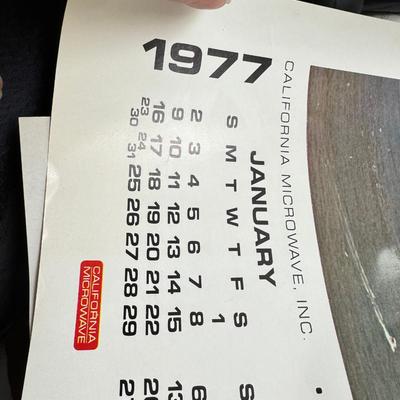 CALIFORNIA MICROWAVE, INC.
1977
JANUARY
S M T W T F S
1
2 3 4 5 6 7 8
9 10 11 12 13 14 15
16 17 18 19 20 21 22
23 24 25 26 27 28 29
30 31
CALIFORNIA
MICROWAVE
S
6
13